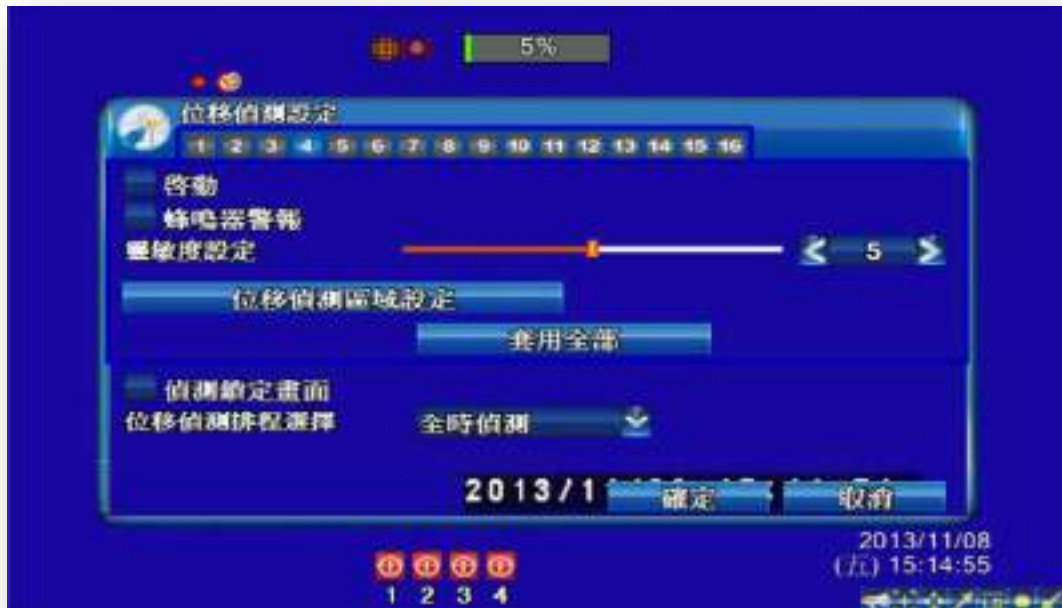 5%
位移偵測設定
1 2 3 4 5 6 7 8 9 10 11 12 13 14 15 16
啓動
蜂鳴器警報
靈敏度設定 5
位移偵測區域設定
套用全部
偵測鎖定畫面
位移偵測排程選擇 全時偵測
2013/1
確定 取消
2013/11/08
(五) 15:14:55
1 2 3 4